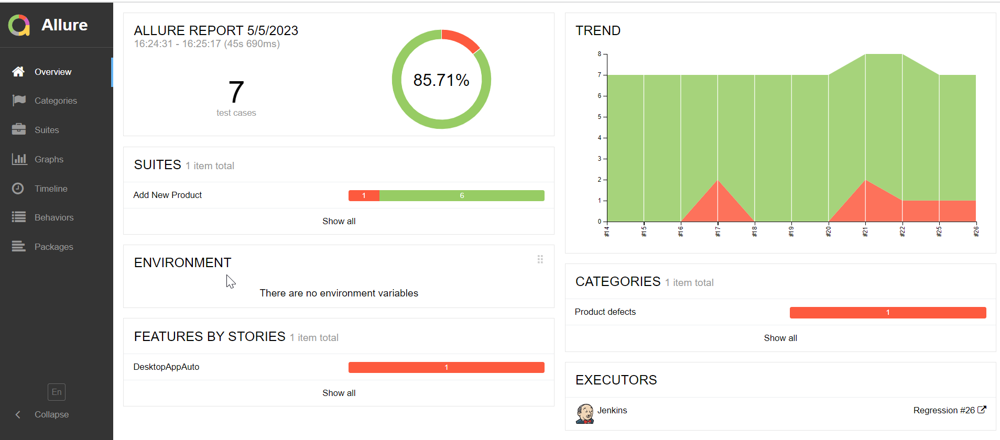 Allure
Overview
Categories
Suites
Graphs
Timeline
Behaviors
Packages
En
Collapse
ALLURE REPORT 5/5/2023
16:24:31 - 16:25:17 (45s 690ms)
7
test cases
85.71%
SUITES 1 item total
Add New Product 1 6
Show all
ENVIRONMENT
There are no environment variables
FEATURES BY STORIES 1 item total
DesktopAppAuto 1
Show all
TREND
8
7
6
5
4
3
2
1
0
#14 #15 #16 #17 #18 #19 #20 #21 #22 #25 #26
CATEGORIES 1 item total
Product defects 1
Show all
EXECUTORS
Jenkins Regression #26